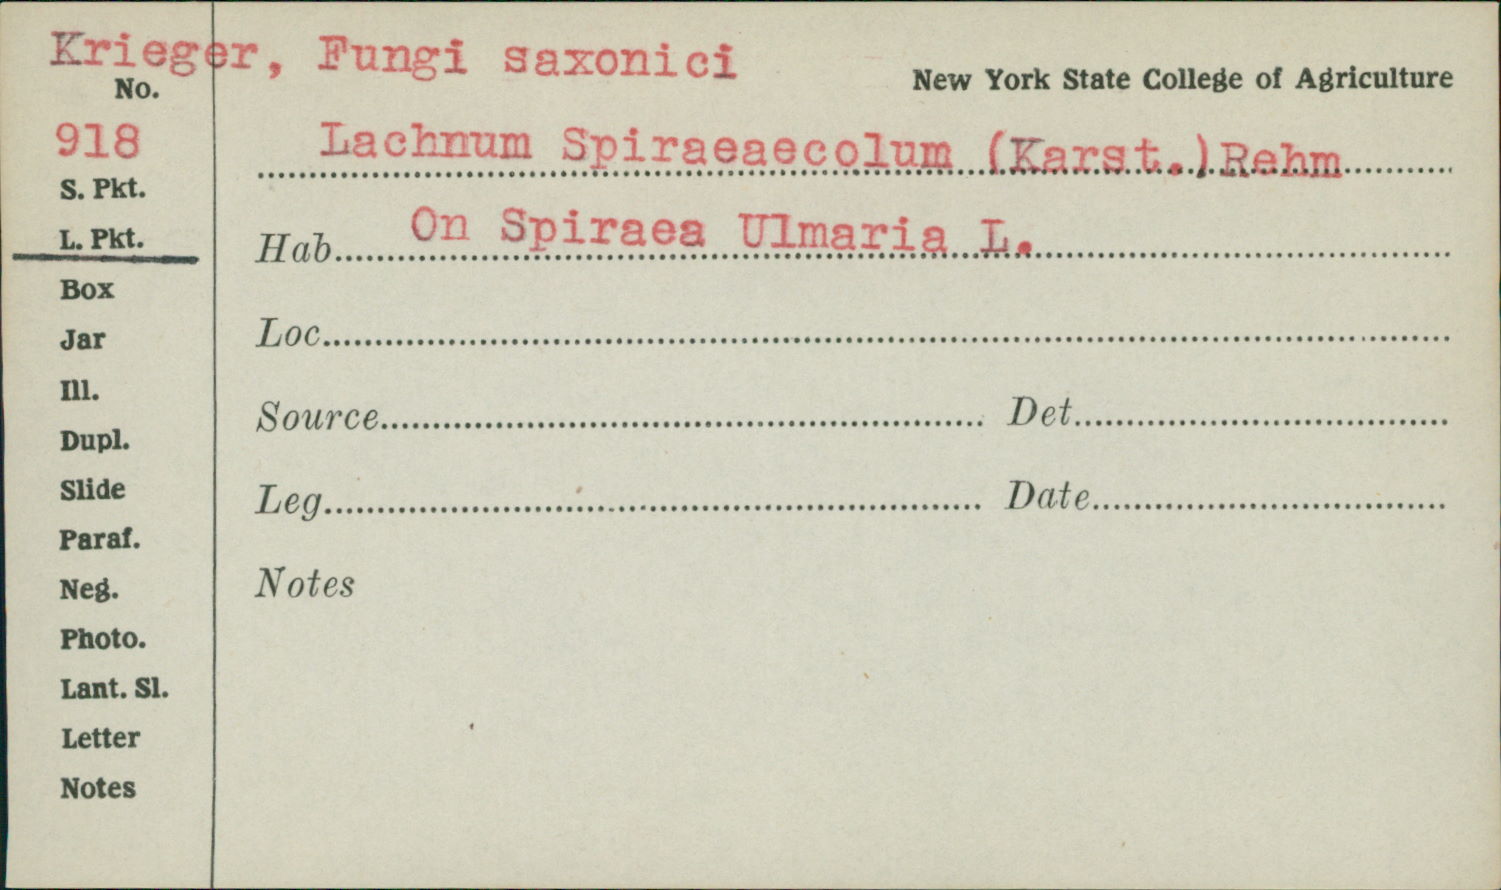 Krieger, Fungi saxonici
New York State College of Agriculture
No.
918
Lachnum Spiraeaecolum (Karst.) Rehm
S. Pkt.
L. Pkt.
Hab. On Spiraea Ulmaria L.
Box
Jar
Loc.
Ill.
Source Det.
Dupl.
Slide
Leg. Date
Paraf.
Neg.
Notes
Photo.
Lant. Sl.
Letter
Notes